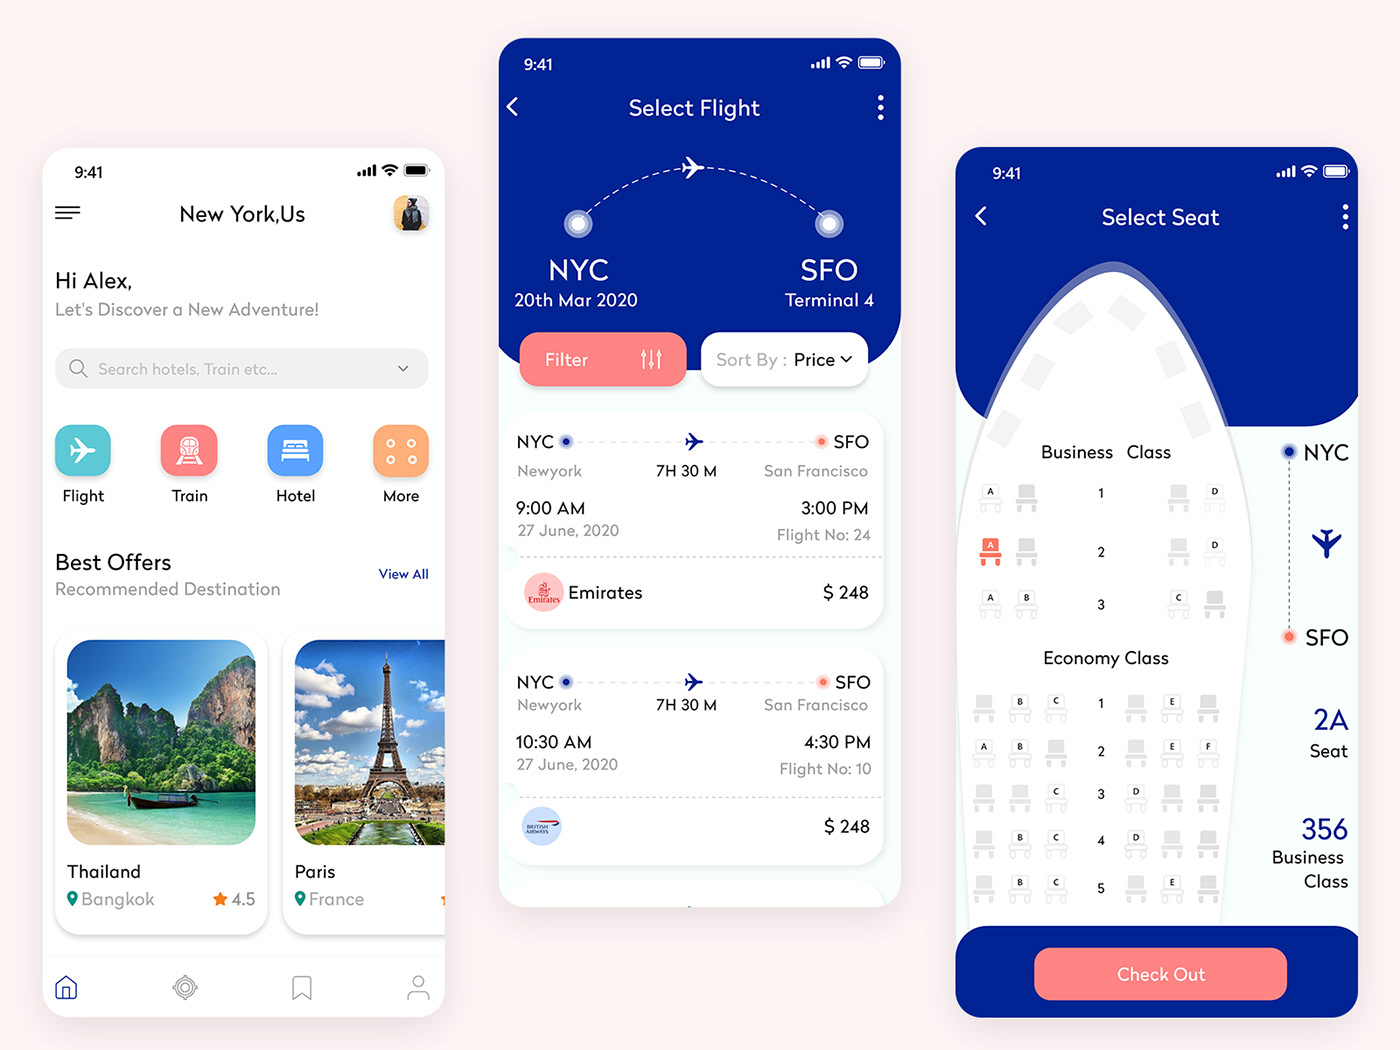 9:41
New York,Us
Hi Alex,
Let's Discover a New Adventure!
Search hotels, Train etc...
Flight Train Hotel More
Best Offers
Recommended Destination
View All
Thailand
Bangkok
4.5
Paris
France
9:41
Select Flight
NYC SFO
20th Mar 2020 Terminal 4
Filter
Sort By : Price
NYC SFO
Newyork 7H 30 M San Francisco
9:00 AM 3:00 PM
27 June, 2020 Flight No: 24
Emirates Emirates $ 248
NYC SFO
Newyork 7H 30 M San Francisco
10:30 AM 4:30 PM
27 June, 2020 Flight No: 10
BRITISH AIRWAYS $ 248
9:41
Select Seat
Business Class
A 1 D
A 2 D
A B 3 C
Economy Class
B C 1 E
A B 2 E F
C 3 D
B C 4 D
B C 5 E
NYC
SFO
2A
Seat
356
Business
Class
Check Out